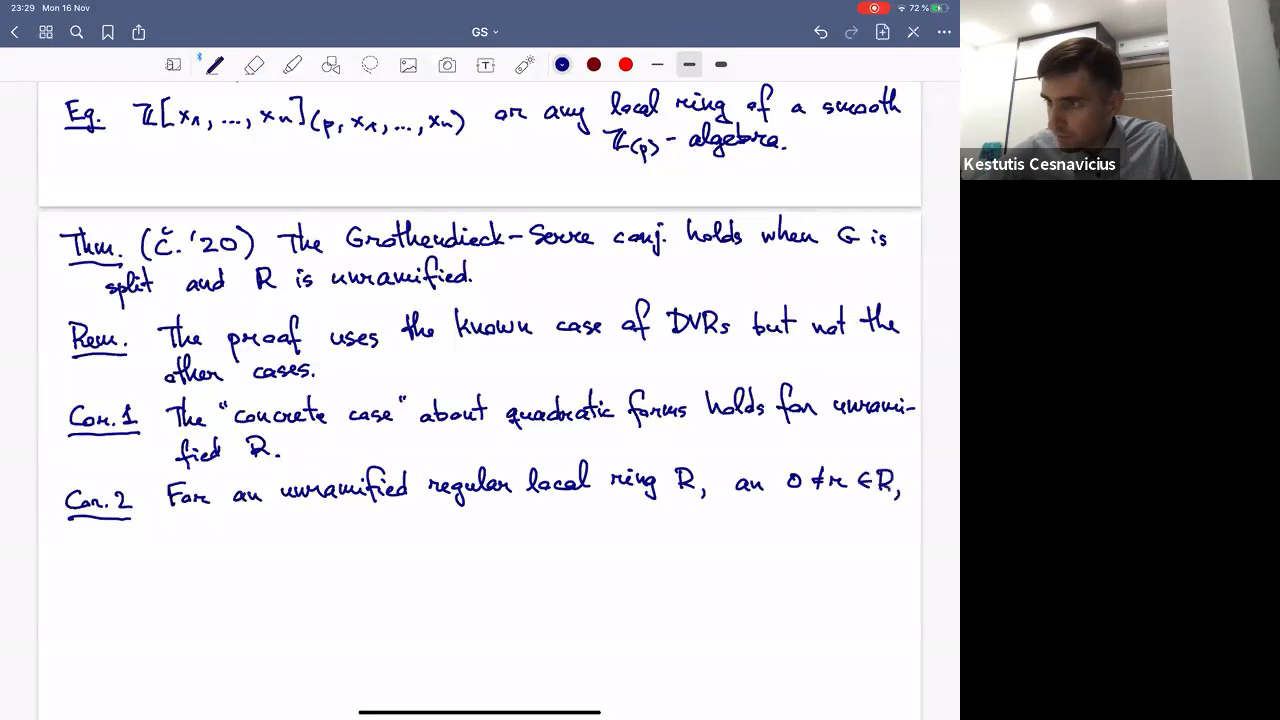 23:29 Mon 16 Nov
72 %
GS
Eg. ℤ[x₁, ..., xₙ]₍p, x₁, ..., xₙ₎ or any local ring of a smooth
ℤ₍p₎ - algebra.
Kestutis Cesnavicius
Thm. (Č. '20) The Grothendieck-Serre conj. holds when G is
split and R is unramified.
Rem. The proof uses the known case of DVRs but not the
other cases.
Cor. 1 The "concrete case" about quadratic forms holds for unrami-
fied R.
Cor. 2 For an unramified regular local ring R, an 0 ≠ r ∈ R,